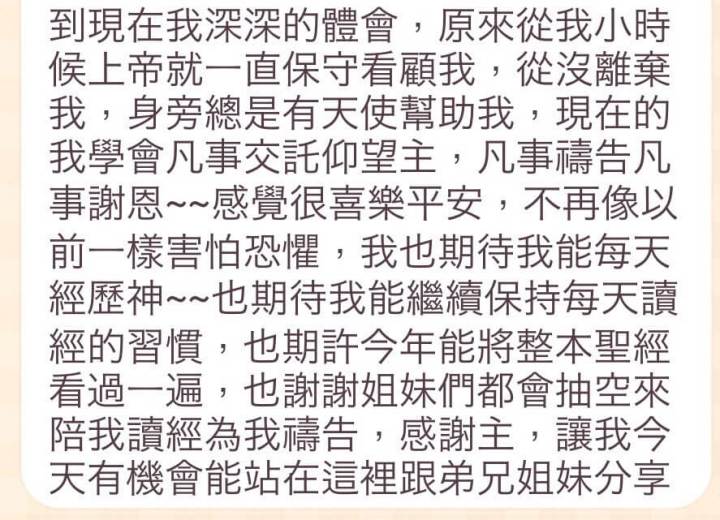 到現在我深深的體會，原來從我小時
候上帝就一直保守看顧我，從沒離棄
我，身旁總是有天使幫助我，現在的
我學會凡事交託仰望主，凡事禱告凡
事謝恩~~感覺很喜樂平安，不再像以
前一樣害怕恐懼，我也期待我能每天
經歷神~~也期待我能繼續保持每天讀
經的習慣，也期許今年能將整本聖經
看過一遍，也謝謝姐妹們都會抽空來
陪我讀經為我禱告，感謝主，讓我今
天有機會能站在這裡跟弟兄姐妹分享